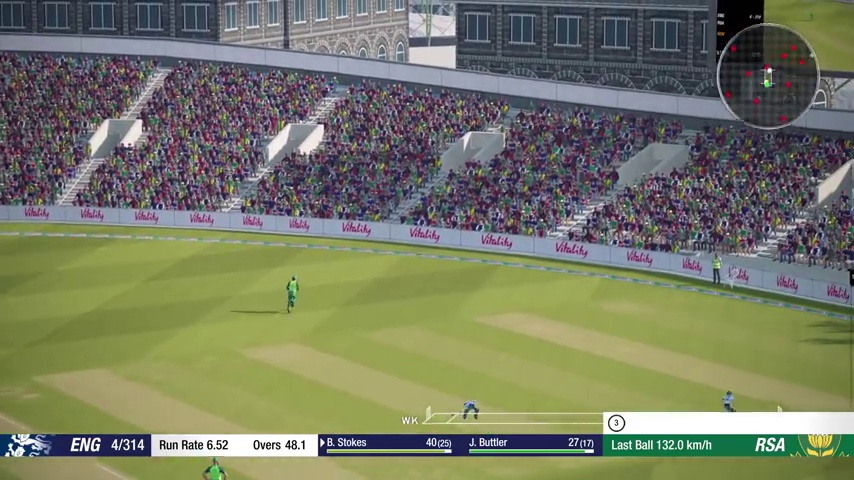 Vitality Vitality Vitality Vitality Vitality Vitality Vitality Vitality Vitality Vitality Vitality Vitality Vitality Vitality Vitality
WK
3
ENG 4/314 Run Rate 6.52 Overs 48.1 B. Stokes 40(25) J. Buttler 27(17) Last Ball 132.0 km/h RSA